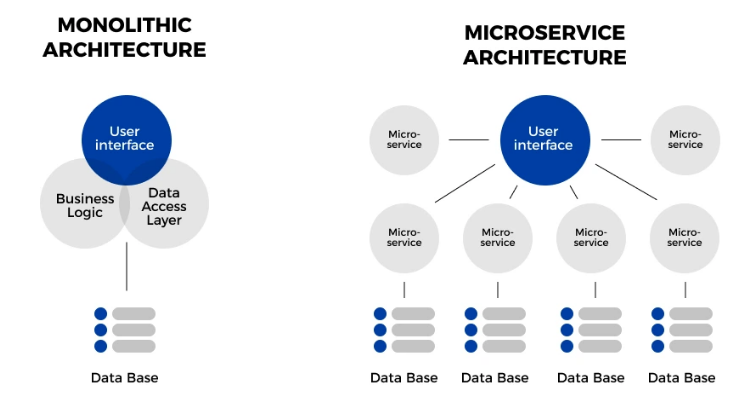 MONOLITHIC
ARCHITECTURE
User
interface
Business
Logic
Data
Access
Layer
Data Base
MICROSERVICE
ARCHITECTURE
Micro-
service
User
interface
Micro-
service
Micro-
service
Micro-
service
Micro-
service
Micro-
service
Data Base
Data Base
Data Base
Data Base